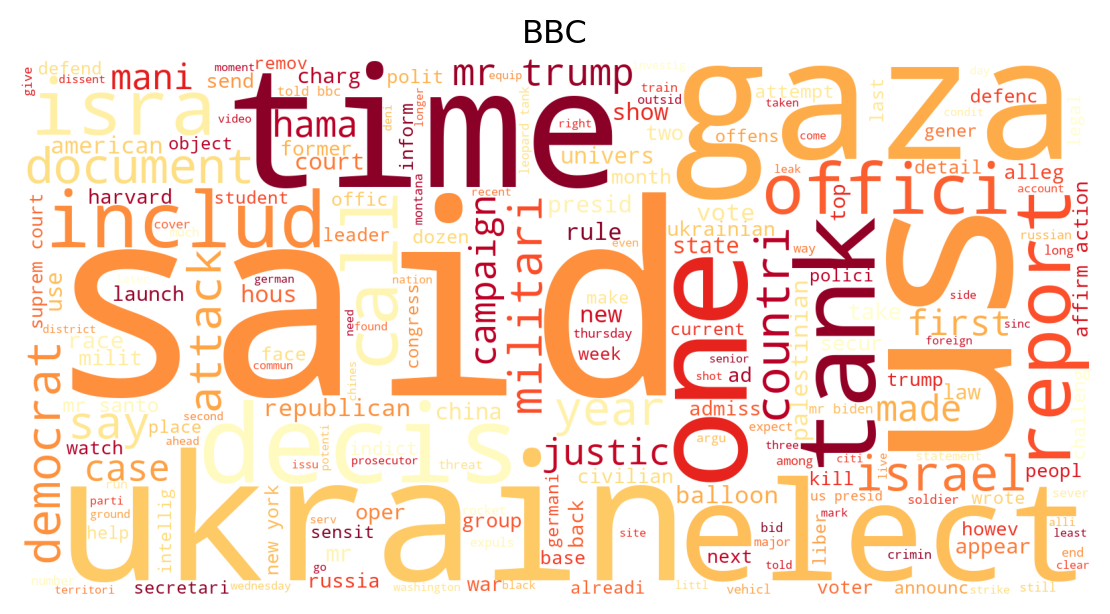 BBC
give
defend
dissent
mani
moment
remov
send
told bbc
charg
polit
mr trump
equip
train
outsid
show
gaza
last
attempt
taken
defenc
day
legal
isra
video
time
hama
deni
longer
leopard tank
right
two
offens
come
condit
gener
american
object
former
court
inform
univers
month
document
leak
offici
detail
alleg
harvard
student
offic
montana
recent
presid
vote
top
account
includ
cover
leader
call
dozen
campaign
militari
rule
even
ukrainian
state
countri
way
tank
russian
long
report
affirm action
suprem court
use
attack
said
german
nation
congress
make
new
palestinian
secur
polici
take
us
side
sinc
first
foreign
launch
hous
need
found
thursday
week
current
one
senior
shot
ad
district
race
milit
face
commun
chines
trump
law
democrat
mr santo
say
second
place
ahead
republican
china
year
admiss
mr biden
made
expect
argu
three
among
citi
live
statement
watch
decis
potenti
indict
threat
issu
prosecutor
justic
case
civilian
kill
israel
peopl
us presid
soldier
wrote
sever
run
parti
ground
help
intellig
ukraine
new york
oper
sensit
serv
mr
group
expuls
germani
back
base
balloon
site
bid
major
next
told
mark
liber
crimin
elect
howev
appear
alli
least
end
clear
number
territori
secretari
wednesday
go
russia
washington
war
black
alreadi
littl
vehicl
voter
announc
strike
still